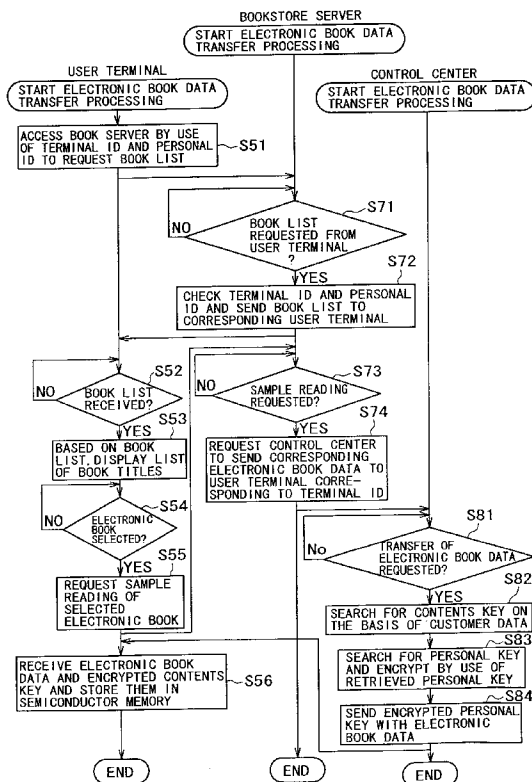 BOOKSTORE SERVER
START ELECTRONIC BOOK DATA
TRANSFER PROCESSING
USER TERMINAL
START ELECTRONIC BOOK DATA
TRANSFER PROCESSING
CONTROL CENTER
START ELECTRONIC BOOK DATA
TRANSFER PROCESSING
ACCESS BOOK SERVER BY USE
OF TERMINAL ID AND PERSONAL
ID TO REQUEST BOOK LIST
S51
S71
NO
BOOK LIST
REQUESTED FROM
USER TERMINAL
?
S72
YES
CHECK TERMINAL ID AND PERSONAL
ID AND SEND BOOK LIST TO
CORRESPONDING USER TERMINAL
S52
NO
BOOK LIST
RECEIVED?
S53
YES
BASED ON BOOK
LIST, DISPLAY LIST
OF BOOK TITLES
S73
NO
SAMPLE READING
REQUESTED?
S74
YES
REQUEST CONTROL CENTER
TO SEND CORRESPONDING
ELECTRONIC BOOK DATA TO
USER TERMINAL CORRE-
SPONDING TO TERMINAL ID
S54
NO
ELECTRONIC
BOOK
SELECTED?
S55
YES
REQUEST SAMPLE
READING OF
SELECTED
ELECTRONIC BOOK
S81
No
TRANSFER OF
ELECTRONIC BOOK DATA
REQUESTED?
S82
YES
SEARCH FOR CONTENTS KEY ON
THE BASIS OF CUSTOMER DATA
S83
SEARCH FOR PERSONAL KEY
AND ENCRYPT BY USE OF
RETRIEVED PERSONAL KEY
S84
SEND ENCRYPTED PERSONAL
KEY WITH ELECTRONIC
BOOK DATA
RECEIVE ELECTRONIC BOOK
DATA AND ENCRYPTED CONTENTS
KEY AND STORE THEM IN
SEMICONDUCTOR MEMORY
S56
END
END
END